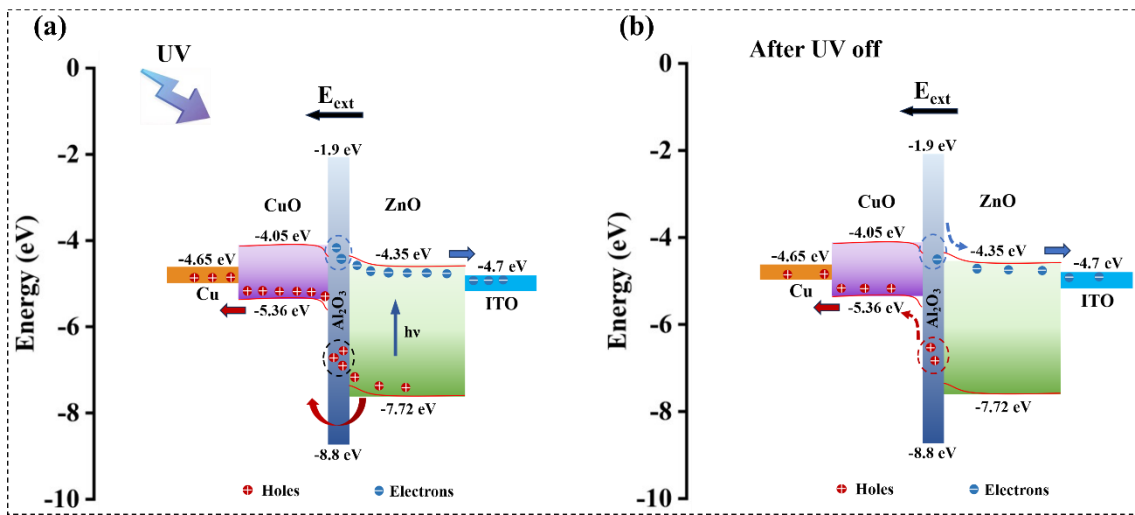 (a)
UV
E_ext
Energy (eV)
0
-2
-4
-6
-8
-10
-1.9 eV
CuO
ZnO
-4.05 eV
-4.35 eV
-4.65 eV
-4.7 eV
Cu
ITO
-5.36 eV
Al₂O₃
hν
-7.72 eV
-8.8 eV
Holes
Electrons
(b)
After UV off
E_ext
Energy (eV)
0
-2
-4
-6
-8
-10
-1.9 eV
CuO
ZnO
-4.05 eV
-4.35 eV
-4.65 eV
-4.7 eV
Cu
ITO
-5.36 eV
Al₂O₃
-7.72 eV
-8.8 eV
Holes
Electrons